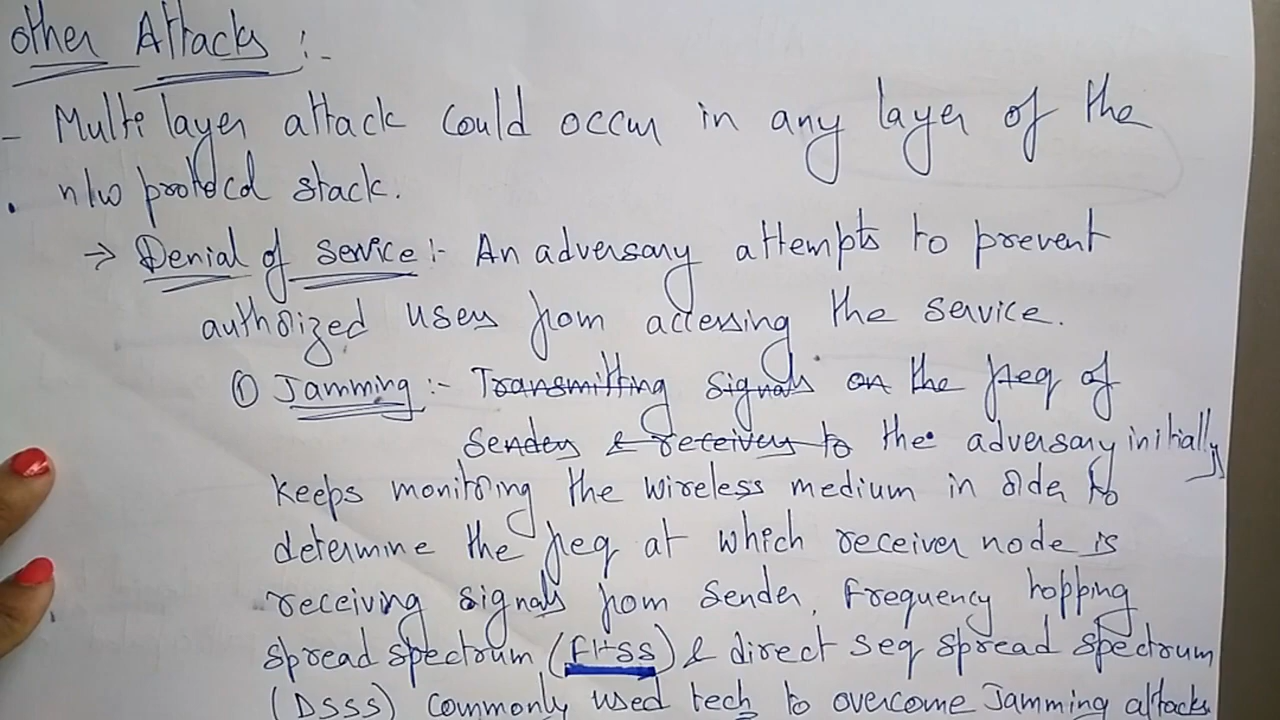 Other Attacks :-
- Multi layer attack could occur in any layer of the
n/w protocol stack.
→ Denial of service :- An adversary attempts to prevent
authorized users from accessing the service.
① Jamming :- Transmitting signals on the freq of
senders & receivers to the adversary initially
keeps monitoring the wireless medium in order to
determine the freq at which receiver node is
receiving signals from sender. Frequency hopping
spread spectrum (FHSS) & direct seq spread spectrum
(DSSS) commonly used tech to overcome Jamming attacks